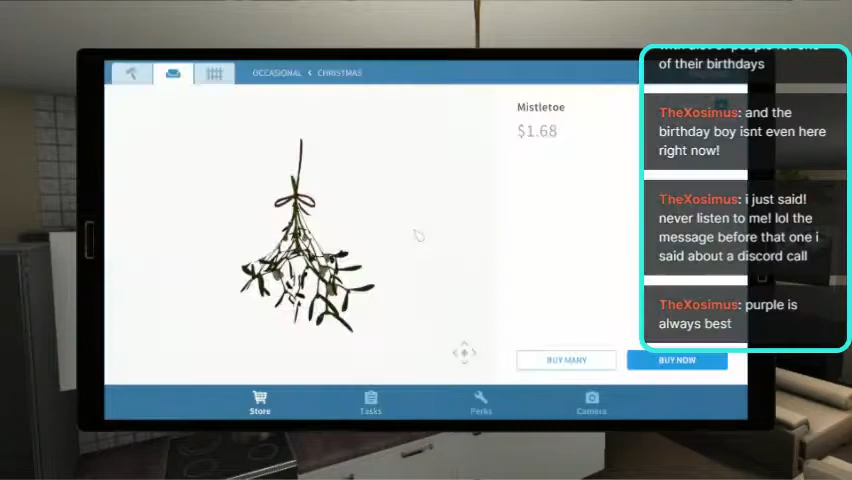 OCCASIONAL < CHRISTMAS
Mistletoe
$1.68
BUY MANY
BUY NOW
Store
Tasks
Perks
Camera
of their birthdays
TheXosimus: and the
birthday boy isnt even here
right now!
TheXosimus: i just said!
never listen to me! lol the
message before that one i
said about a discord call
TheXosimus: purple is
always best